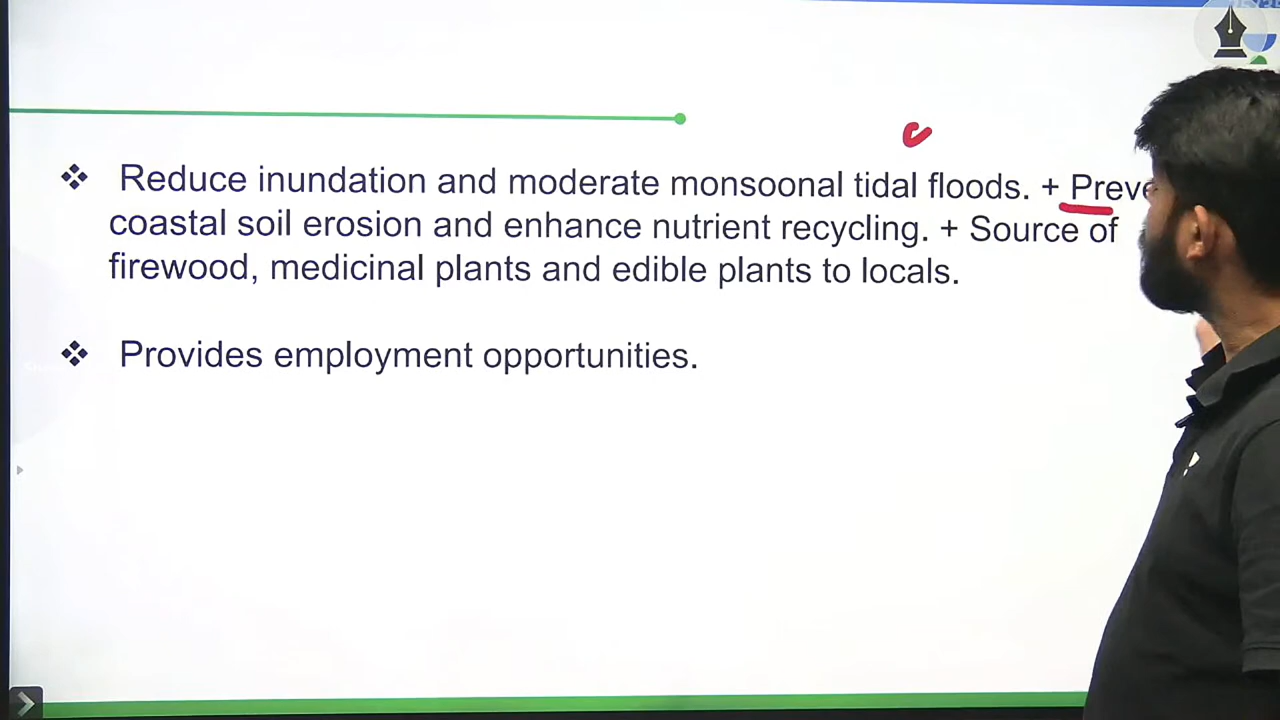 ❖ Reduce inundation and moderate monsoonal tidal floods. +
coastal soil erosion and enhance nutrient recycling. + Source of
firewood, medicinal plants and edible plants to locals.
❖ Provides employment opportunities.